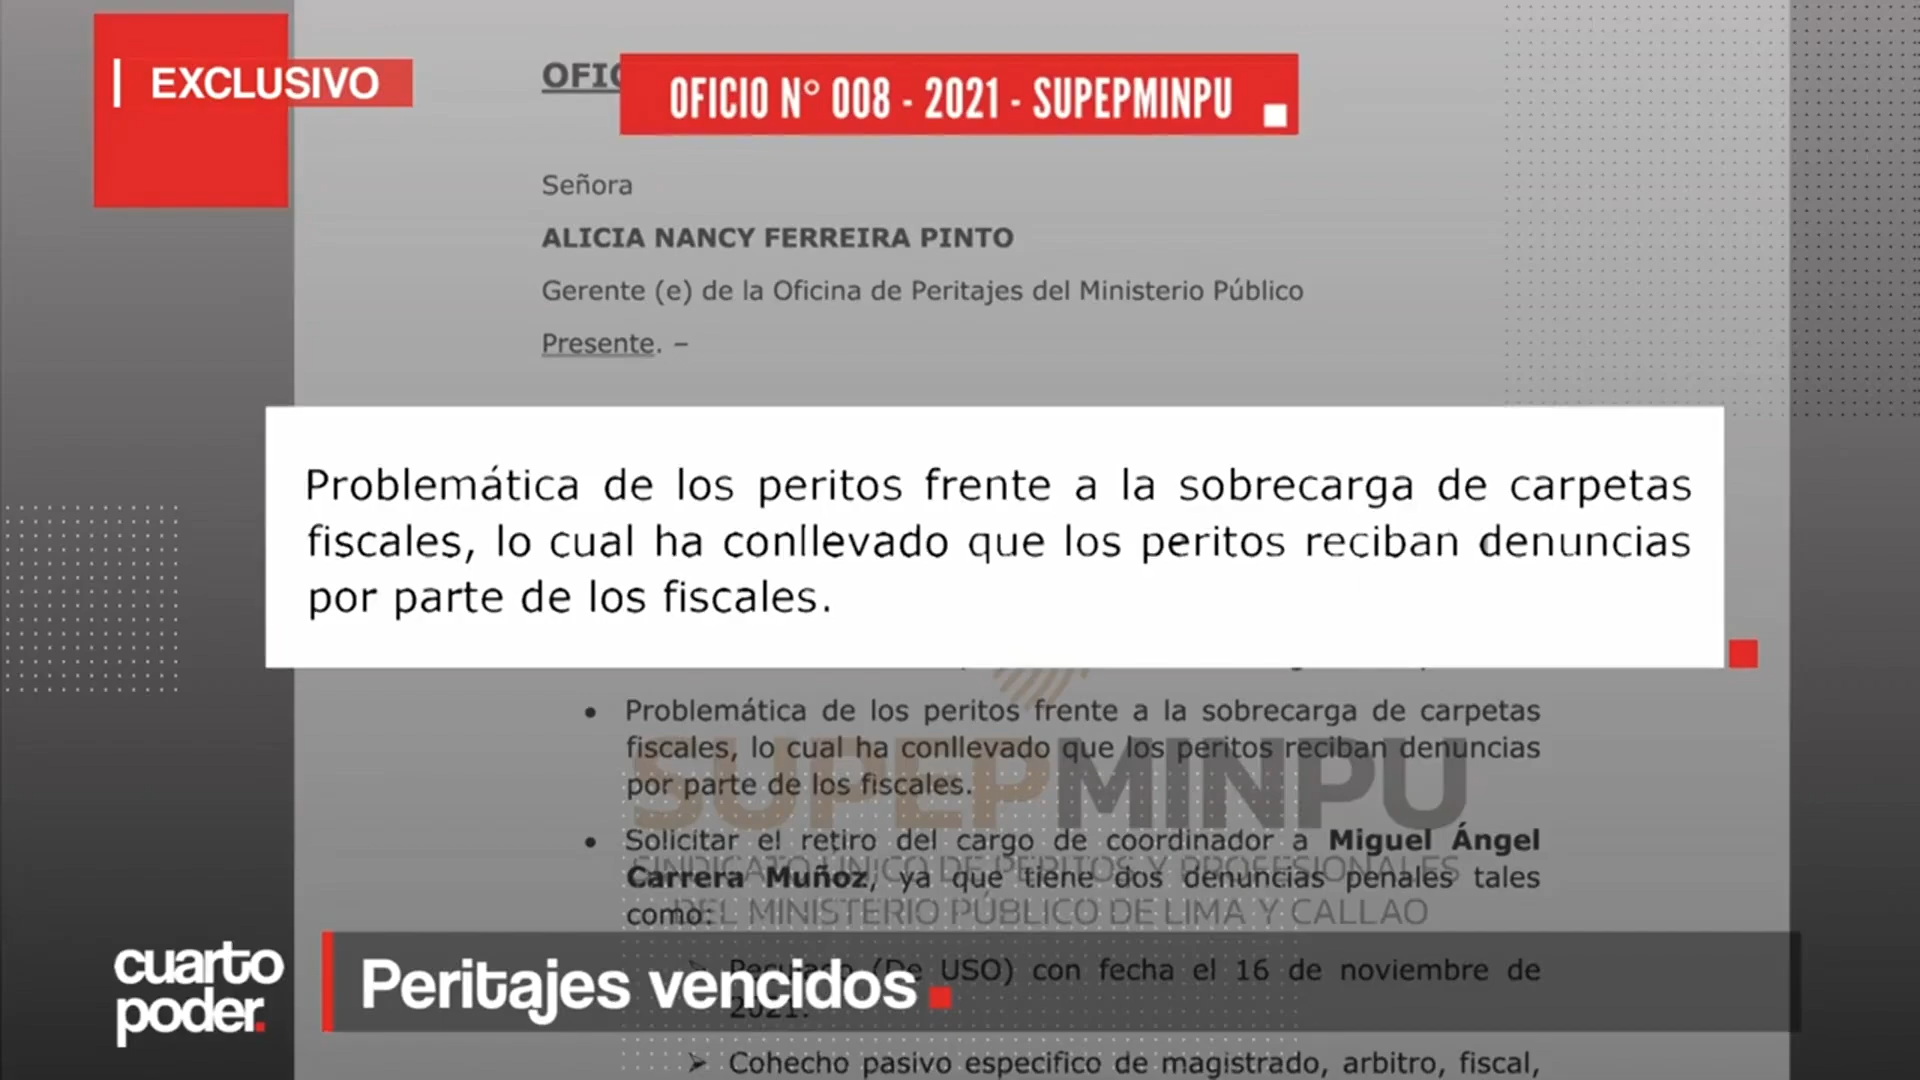 EXCLUSIVO
OFIC
OFICIO N° 008 - 2021 - SUPEPMINPU
Señora
ALICIA NANCY FERREIRA PINTO
Gerente (e) de la Oficina de Peritajes del Ministerio Público
Presente. –
Problemática de los peritos frente a la sobrecarga de carpetas
fiscales, lo cual ha conllevado que los peritos reciban denuncias
por parte de los fiscales.
• Problemática de los peritos frente a la sobrecarga de carpetas
fiscales, lo cual ha conllevado que los peritos reciban denuncias
por parte de los fiscales.
SUPEPMINPU
• Solicitar el retiro del cargo de coordinador a Miguel Ángel
SINDICATO ÚNICO DE PERITOS Y PROFESIONALES
Carrera Muñoz, ya que tiene dos denuncias penales tales
como:
DEL MINISTERIO PÚBLICO DE LIMA Y CALLAO
➢ Peculado (De USO) con fecha el 16 de noviembre de
2021.
cuarto
poder.
Peritajes vencidos
➢ Cohecho pasivo especifico de magistrado, arbitro, fiscal,